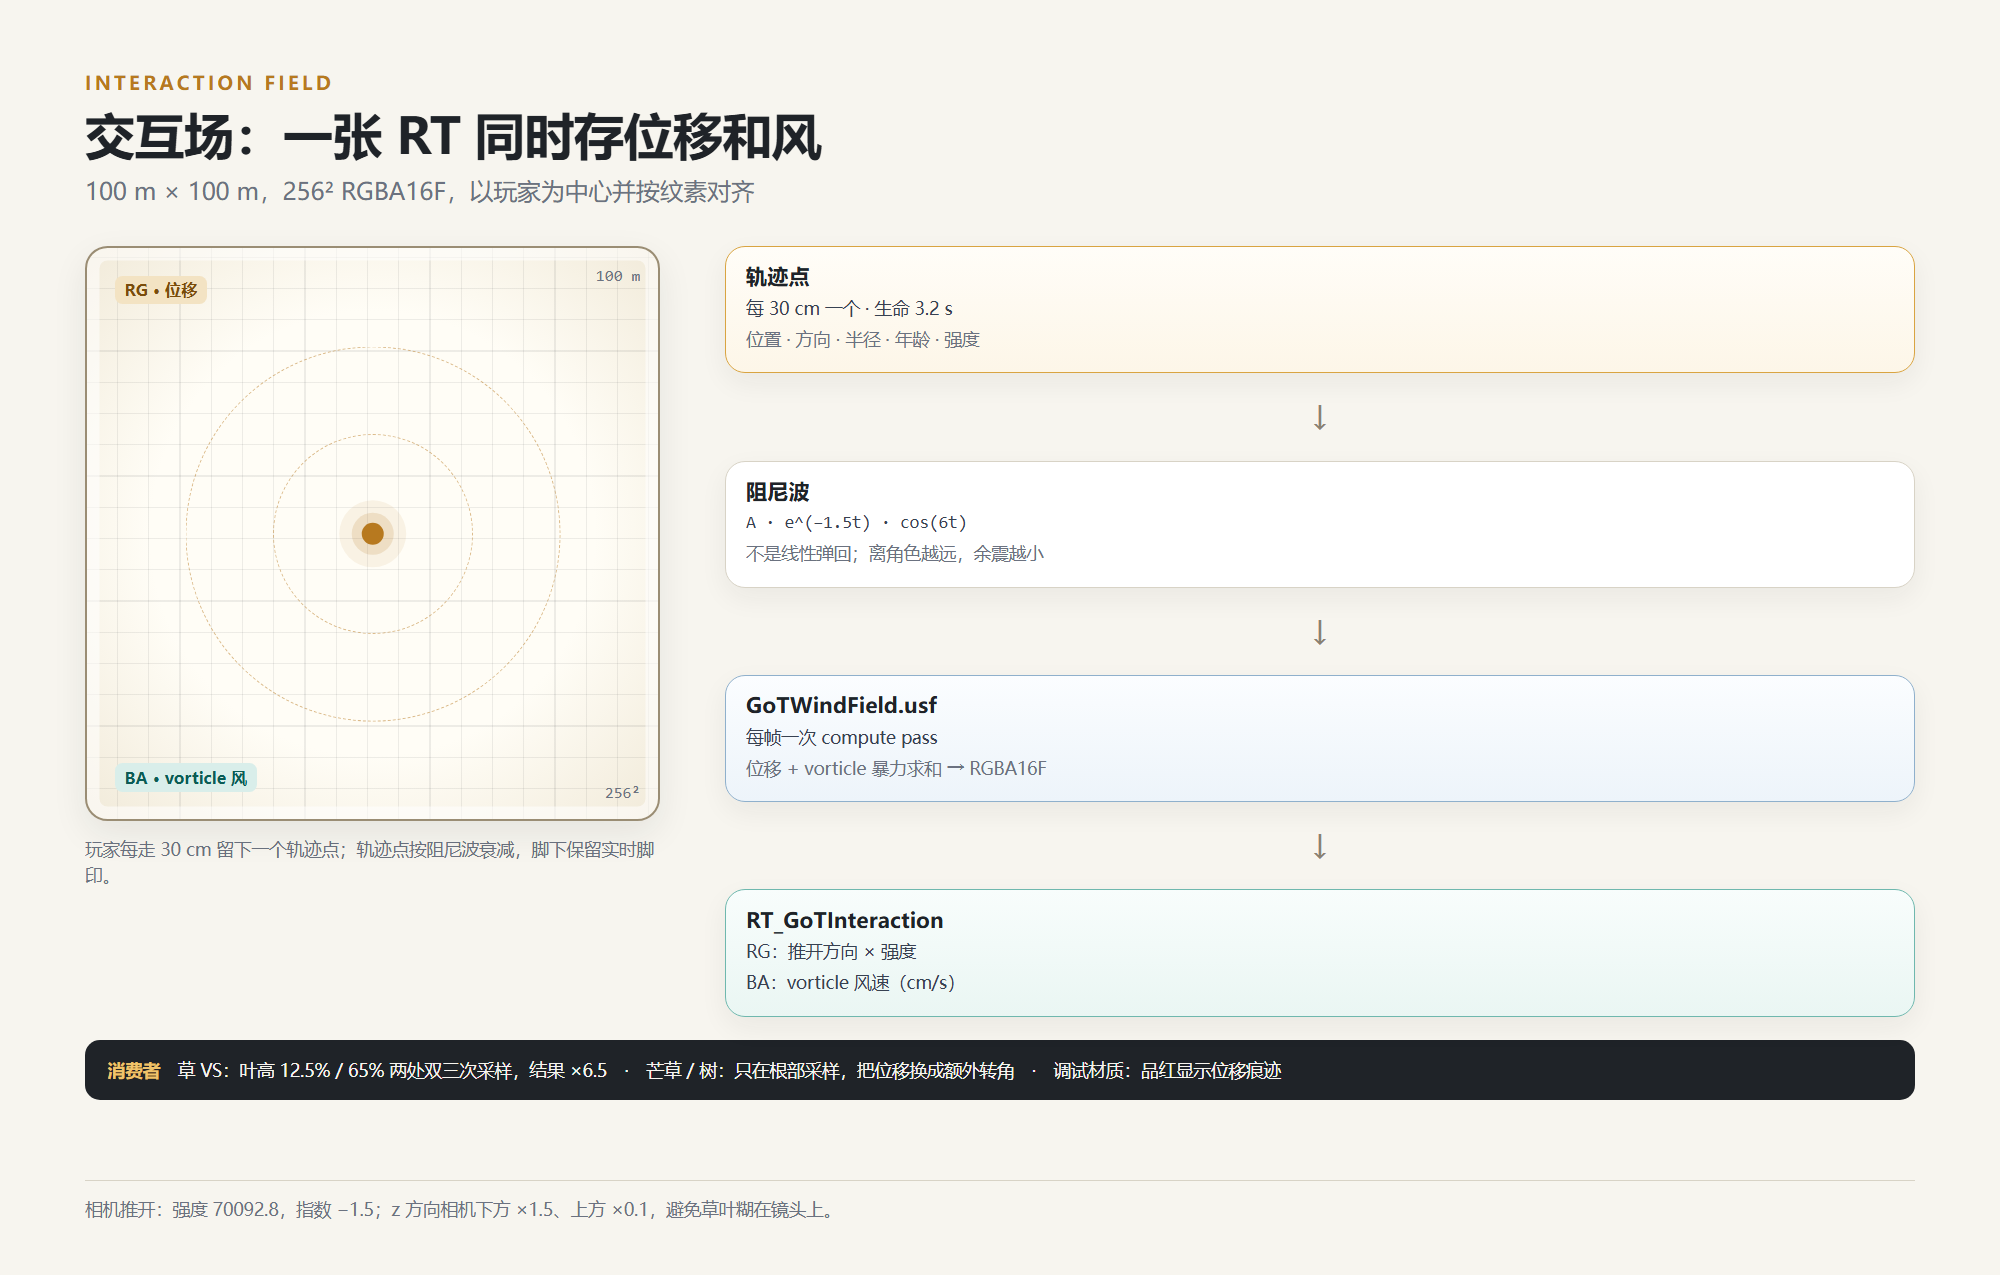 INTERACTION FIELD
交互场：一张 RT 同时存位移和风
100 m × 100 m，256² RGBA16F，以玩家为中心并按纹素对齐
RG • 位移
100 m
BA • vorticle 风
256²
玩家每走 30 cm 留下一个轨迹点；轨迹点按阻尼波衰减，脚下保留实时脚
印。
轨迹点
每 30 cm 一个 · 生命 3.2 s
位置 · 方向 · 半径 · 年龄 · 强度
↓
阻尼波
A · e^(−1.5t) · cos(6t)
不是线性弹回；离角色越远，余震越小
↓
GoTWindField.usf
每帧一次 compute pass
位移 + vorticle 暴力求和 → RGBA16F
↓
RT_GoTInteraction
RG：推开方向 × 强度
BA：vorticle 风速（cm/s）
消费者 草 VS：叶高 12.5% / 65% 两处双三次采样，结果 ×6.5 · 芒草 / 树：只在根部采样，把位移换成额外转角 · 调试材质：品红显示位移痕迹
相机推开：强度 70092.8，指数 −1.5；z 方向相机下方 ×1.5、上方 ×0.1，避免草叶糊在镜头上。